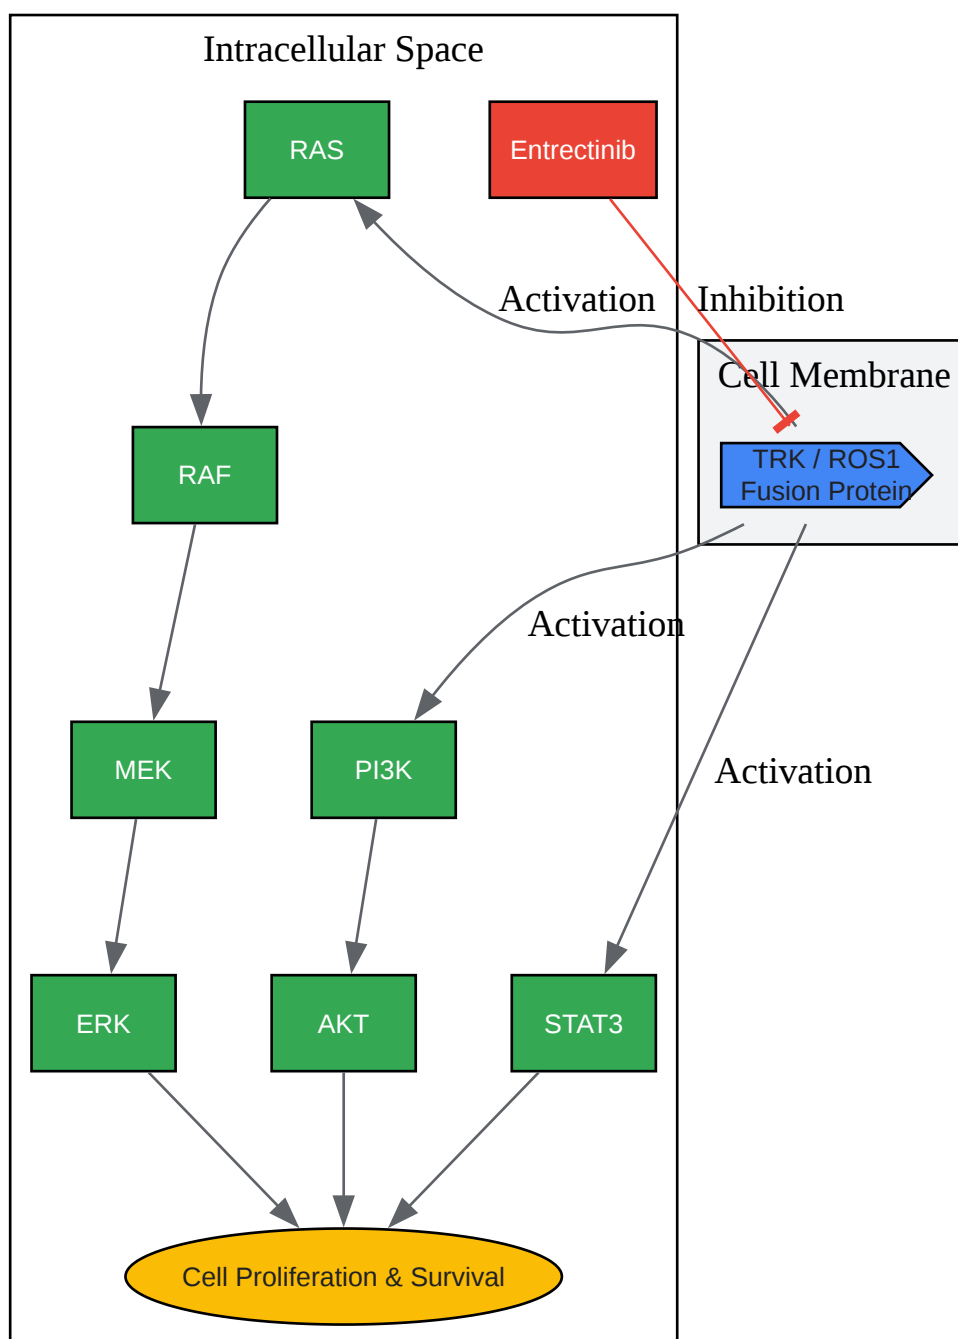 Intracellular Space
RAS
Entrectinib
Activation
Inhibition
Cell Membrane
TRK / ROS1
Fusion Protein
RAF
Activation
MEK
PI3K
Activation
ERK
AKT
STAT3
Cell Proliferation & Survival